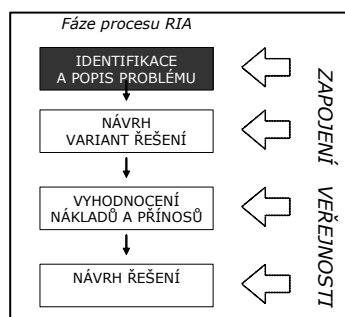 Fáze procesu RIA
IDENTIFIKACE
A POPIS PROBLÉMU
NÁVRH
VARIANT ŘEŠENÍ
VYHODNOCENÍ
NÁKLADŮ A PŘÍNOSŮ
NÁVRH ŘEŠENÍ
ZAPOJENÍ VEŘEJNOSTI